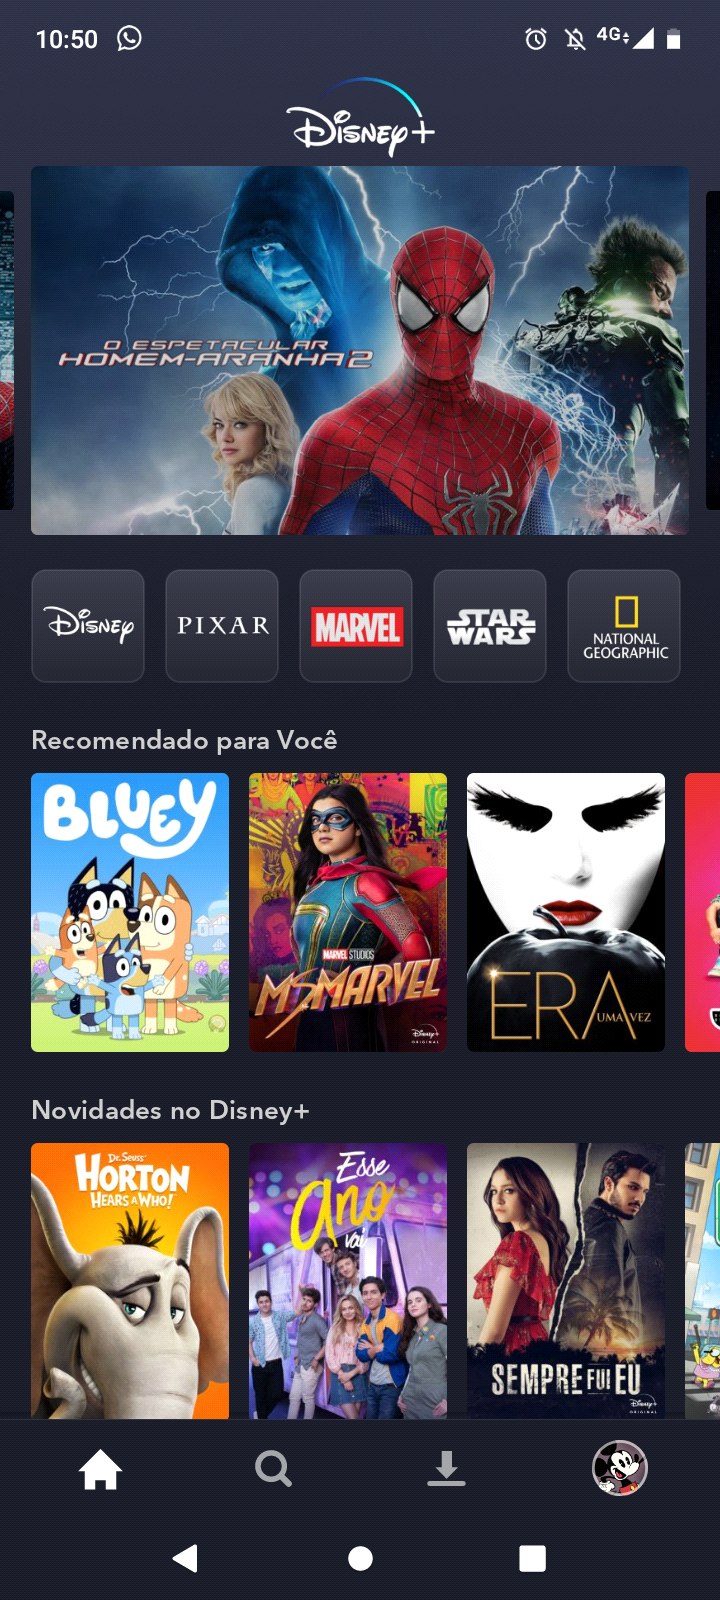 10:50
4G
Disney+
O ESPETACULAR
HOMEM-ARANHA 2
Disney
PIXAR
MARVEL
STAR
WARS
NATIONAL
GEOGRAPHIC
Recomendado para Você
BLUEY
MARVEL STUDIOS
MS MARVEL
Disney+
ORIGINAL
ERA
UMA VEZ
Novidades no Disney+
Dr. Seuss'
HORTON
HEARS A WHO!
Esse
Ano
vai
SEMPRE FUI EU
Disney+
ORIGINAL